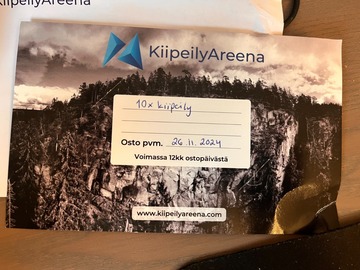 KiipeilyAreena
KiipeilyAreena
10x kiipeily
Osto pvm. 26.11.2024
Voimassa 12kk ostopäivästä
www.kiipeilyareena.com